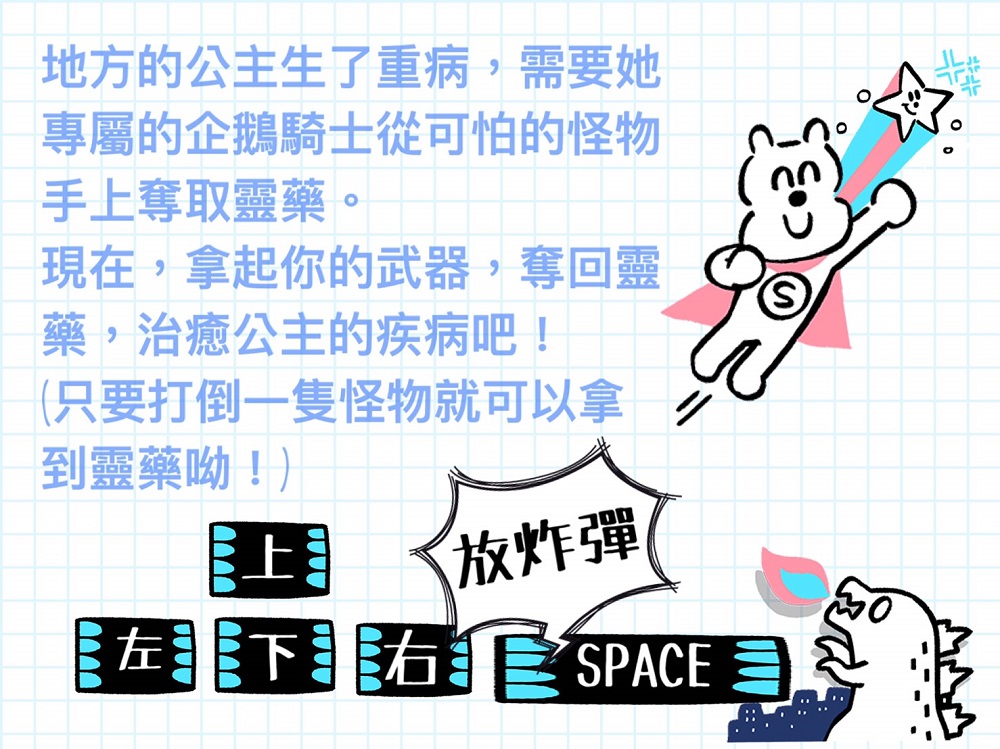 地方的公主生了重病，需要她
專屬的企鵝騎士從可怕的怪物
手上奪取靈藥。
現在，拿起你的武器，奪回靈
藥，治癒公主的疾病吧！
(只要打倒一隻怪物就可以拿
到靈藥呦！)
S
放炸彈
上
左 下 右 SPACE